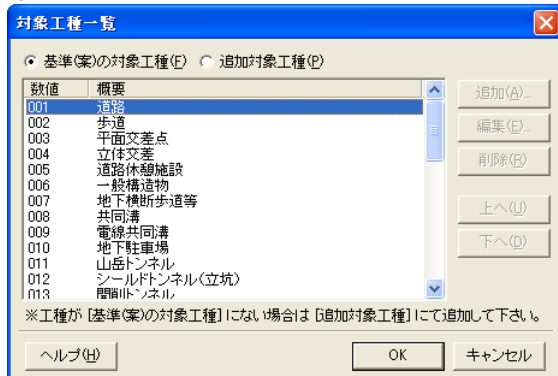 対象工種一覧
基準(案)の対象工種(F) 追加対象工種(P)
数値 概要
001 道路
002 歩道
003 平面交差点
004 立体交差
005 道路休憩施設
006 一般構造物
007 地下横断歩道等
008 共同溝
009 電線共同溝
010 地下駐車場
011 山岳トンネル
012 シールドトンネル(立坑)
013 開削トンネル
追加(A)...
編集(E)...
削除(R)
上へ(U)
下へ(D)
※工種が [基準(案)の対象工種] にない場合は [追加対象工種] にて追加して下さい。
ヘルプ(H) OK キャンセル